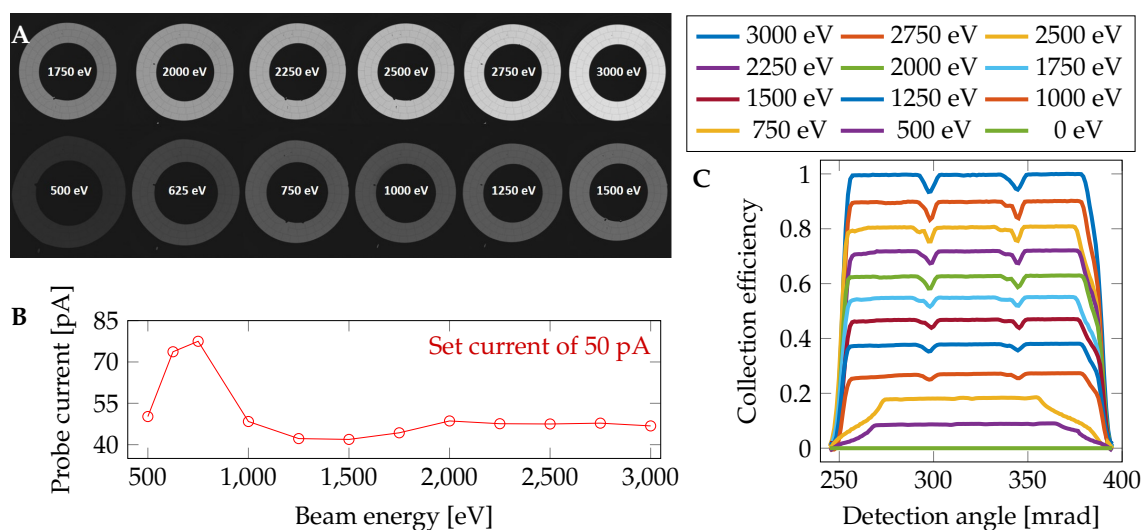 A
1750 eV 2000 eV 2250 eV 2500 eV 2750 eV 3000 eV
500 eV 625 eV 750 eV 1000 eV 1250 eV 1500 eV
B
85
70
55
40
Probe current [pA]
Set current of 50 pA
500 1,000 1,500 2,000 2,500 3,000
Beam energy [eV]
3000 eV 2750 eV 2500 eV
2250 eV 2000 eV 1750 eV
1500 eV 1250 eV 1000 eV
750 eV 500 eV 0 eV
C
1
0.8
0.6
0.4
0.2
0
Collection efficiency
250 300 350 400
Detection angle [mrad]